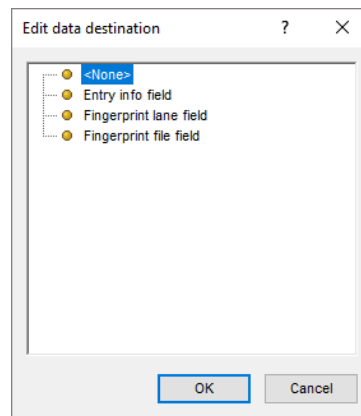 Edit data destination ?
<None>
Entry info field
Fingerprint lane field
Fingerprint file field
OK Cancel